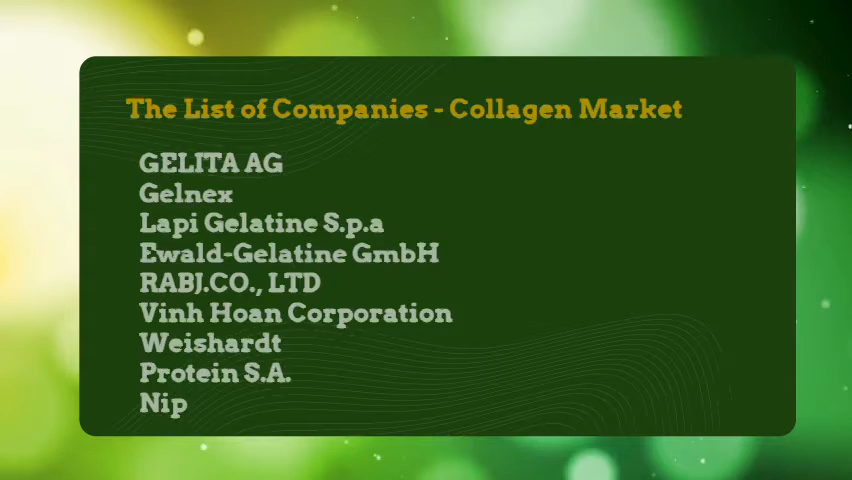 The List of Companies - Collagen Market
GELITA AG
Gelnex
Lapi Gelatine S.p.a
Ewald-Gelatine GmbH
RABJ.CO., LTD
Vinh Hoan Corporation
Weishardt
Protein S.A.
Nip